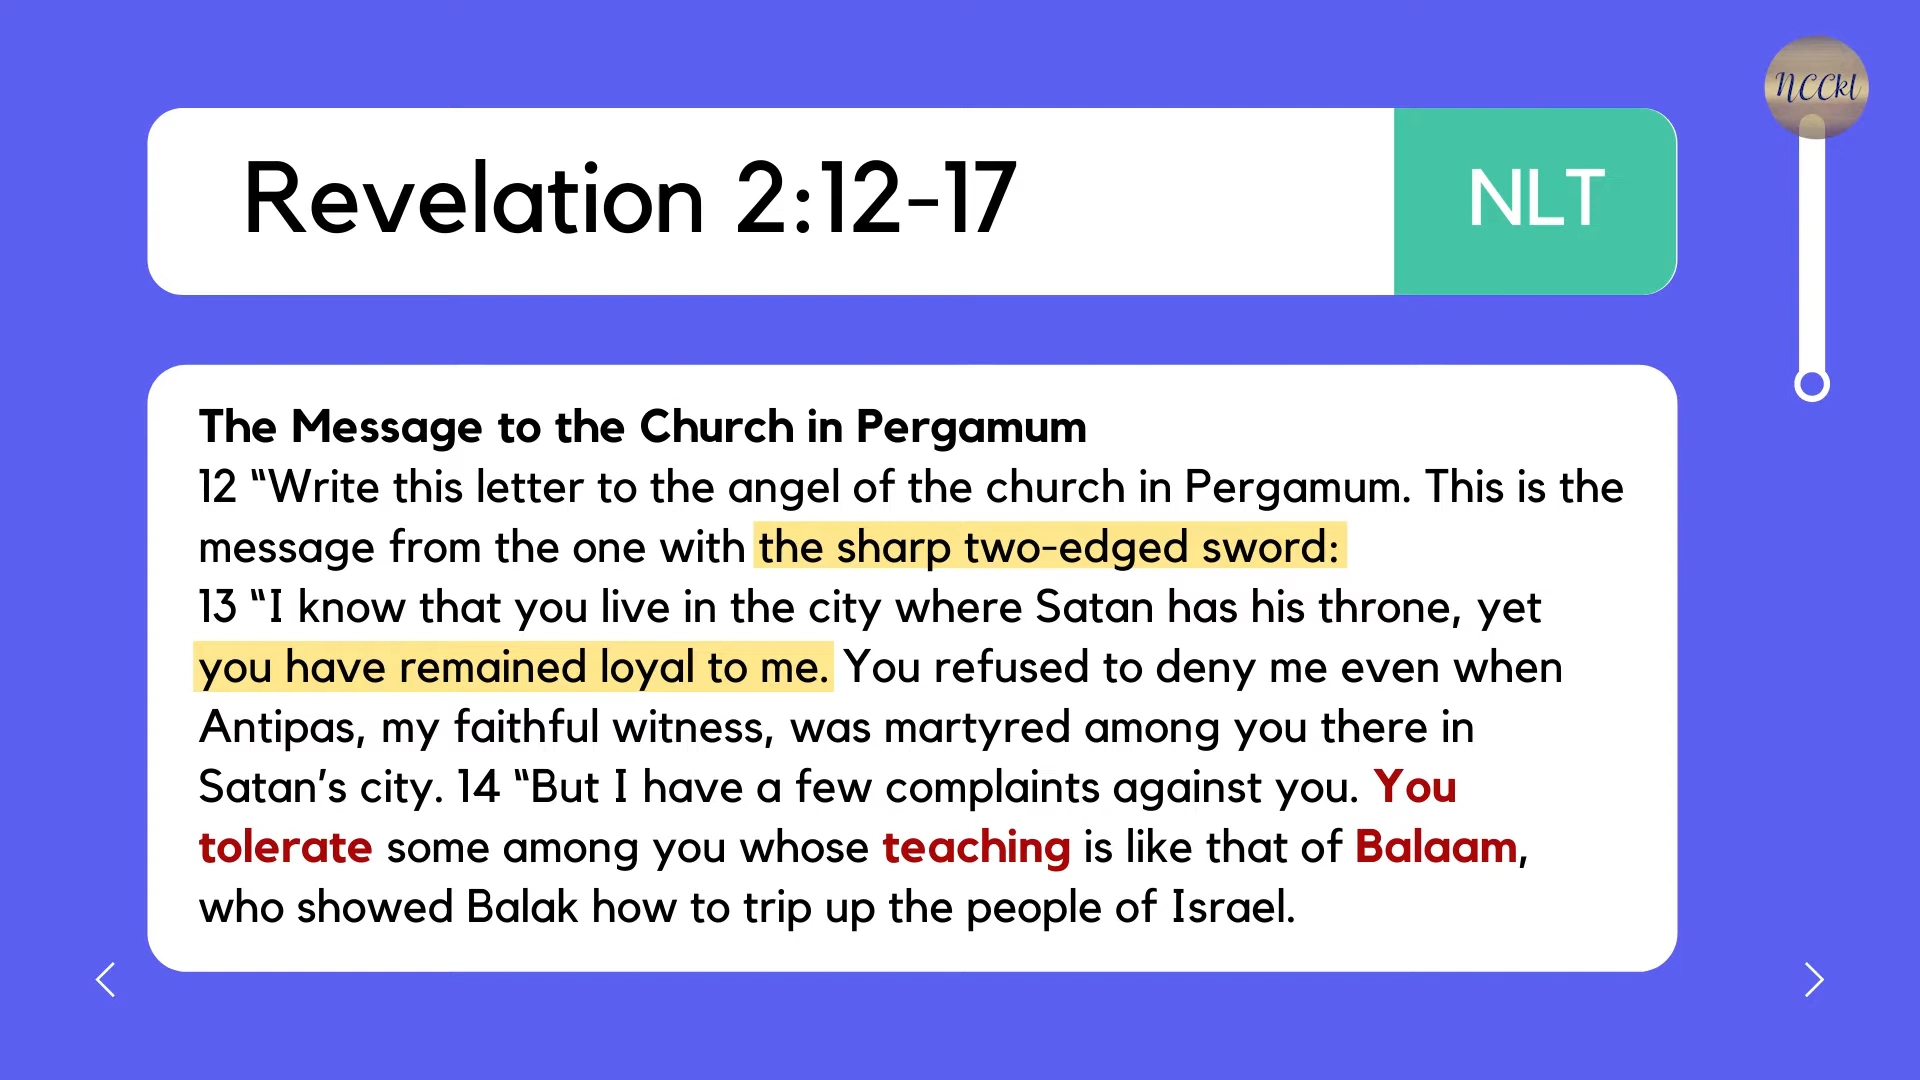 NCCkl
Revelation 2:12-17
NLT
The Message to the Church in Pergamum
12 “Write this letter to the angel of the church in Pergamum. This is the
message from the one with the sharp two-edged sword:
13 “I know that you live in the city where Satan has his throne, yet
you have remained loyal to me. You refused to deny me even when
Antipas, my faithful witness, was martyred among you there in
Satan’s city. 14 “But I have a few complaints against you. You
tolerate some among you whose teaching is like that of Balaam,
who showed Balak how to trip up the people of Israel.